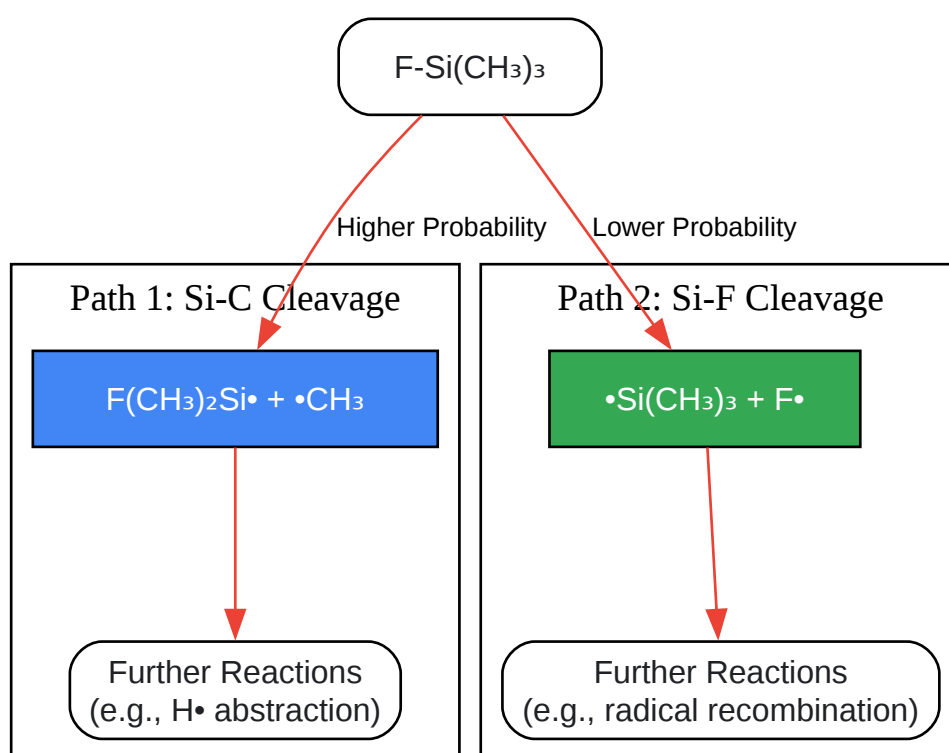 F-Si(CH₃)₃
Higher Probability
Lower Probability
Path 1: Si-C Cleavage
Path 2: Si-F Cleavage
F(CH₃)₂Si• + •CH₃
•Si(CH₃)₃ + F•
Further Reactions
(e.g., H• abstraction)
Further Reactions
(e.g., radical recombination)